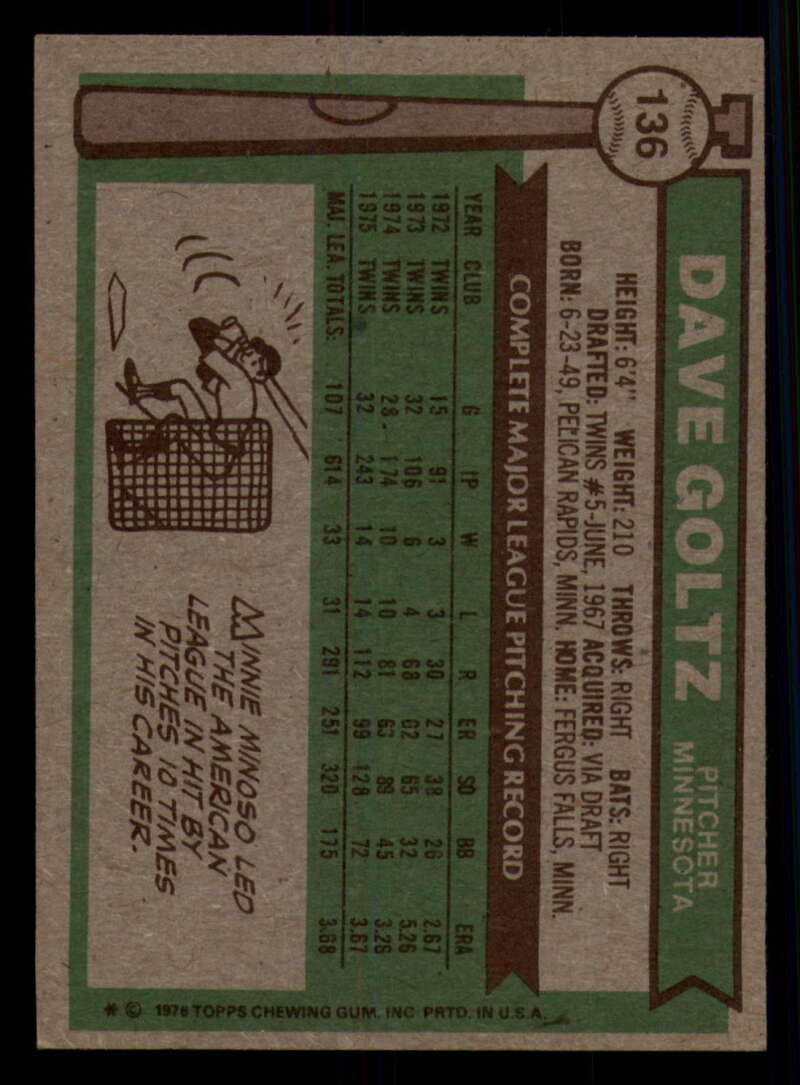 136
DAVE GOLTZ
PITCHER
MINNESOTA
HEIGHT: 6'4" WEIGHT: 210 THROWS: RIGHT BATS: RIGHT
DRAFTED: TWINS #5-JUNE, 1967 ACQUIRED: VIA DRAFT
BORN: 6-23-49, PELICAN RAPIDS, MINN. HOME: FERGUS FALLS, MINN.
COMPLETE MAJOR LEAGUE PITCHING RECORD
YEAR CLUB G IP W L R ER SO BB ERA
1972 TWINS 15 91 3 3 30 27 38 26 2.67
1973 TWINS 32 106 6 4 68 62 65 32 5.26
1974 TWINS 28 174 10 10 81 63 89 45 3.26
1975 TWINS 32 243 14 14 112 99 128 72 3.67
MAJ. LEA. TOTALS: 107 614 33 31 291 251 320 175 3.68
MINNIE MINOSO LED
THE AMERICAN
LEAGUE IN HIT BY
PITCHES 10 TIMES
IN HIS CAREER.
* © 1976 TOPPS CHEWING GUM, INC PRTD. IN U.S.A.